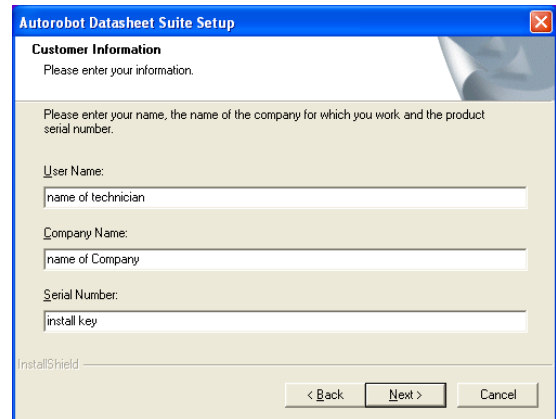 Autorobot Datasheet Suite Setup
Customer Information
Please enter your information.
Please enter your name, the name of the company for which you work and the product
serial number.
User Name:
name of technician
Company Name:
name of Company
Serial Number:
install key
InstallShield
< Back Next > Cancel